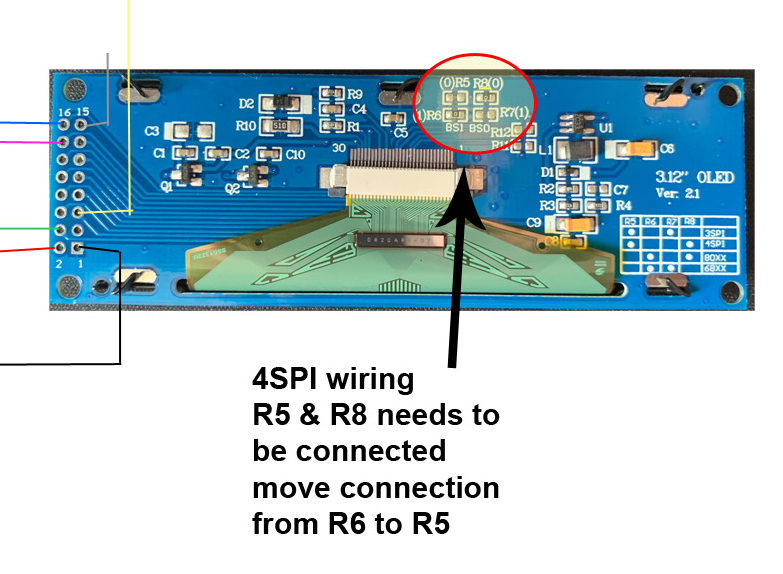 (0)R5 R8(0)
(1)R6 R7(1)
BS1 BS0
16 15
D2
R9
C4
R10
510
R1
C5
R12
U1
C3
C1
C2
C10
30
1
L1
C6
Q1
Q2
D1
R2
C7
R3
R4
C9
3.12" OLED
Ver. 2.1
R5 R6 R7 R8
3SPI
4SPI
80XX
68XX
2 1
4SPI wiring
R5 & R8 needs to
be connected
move connection
from R6 to R5